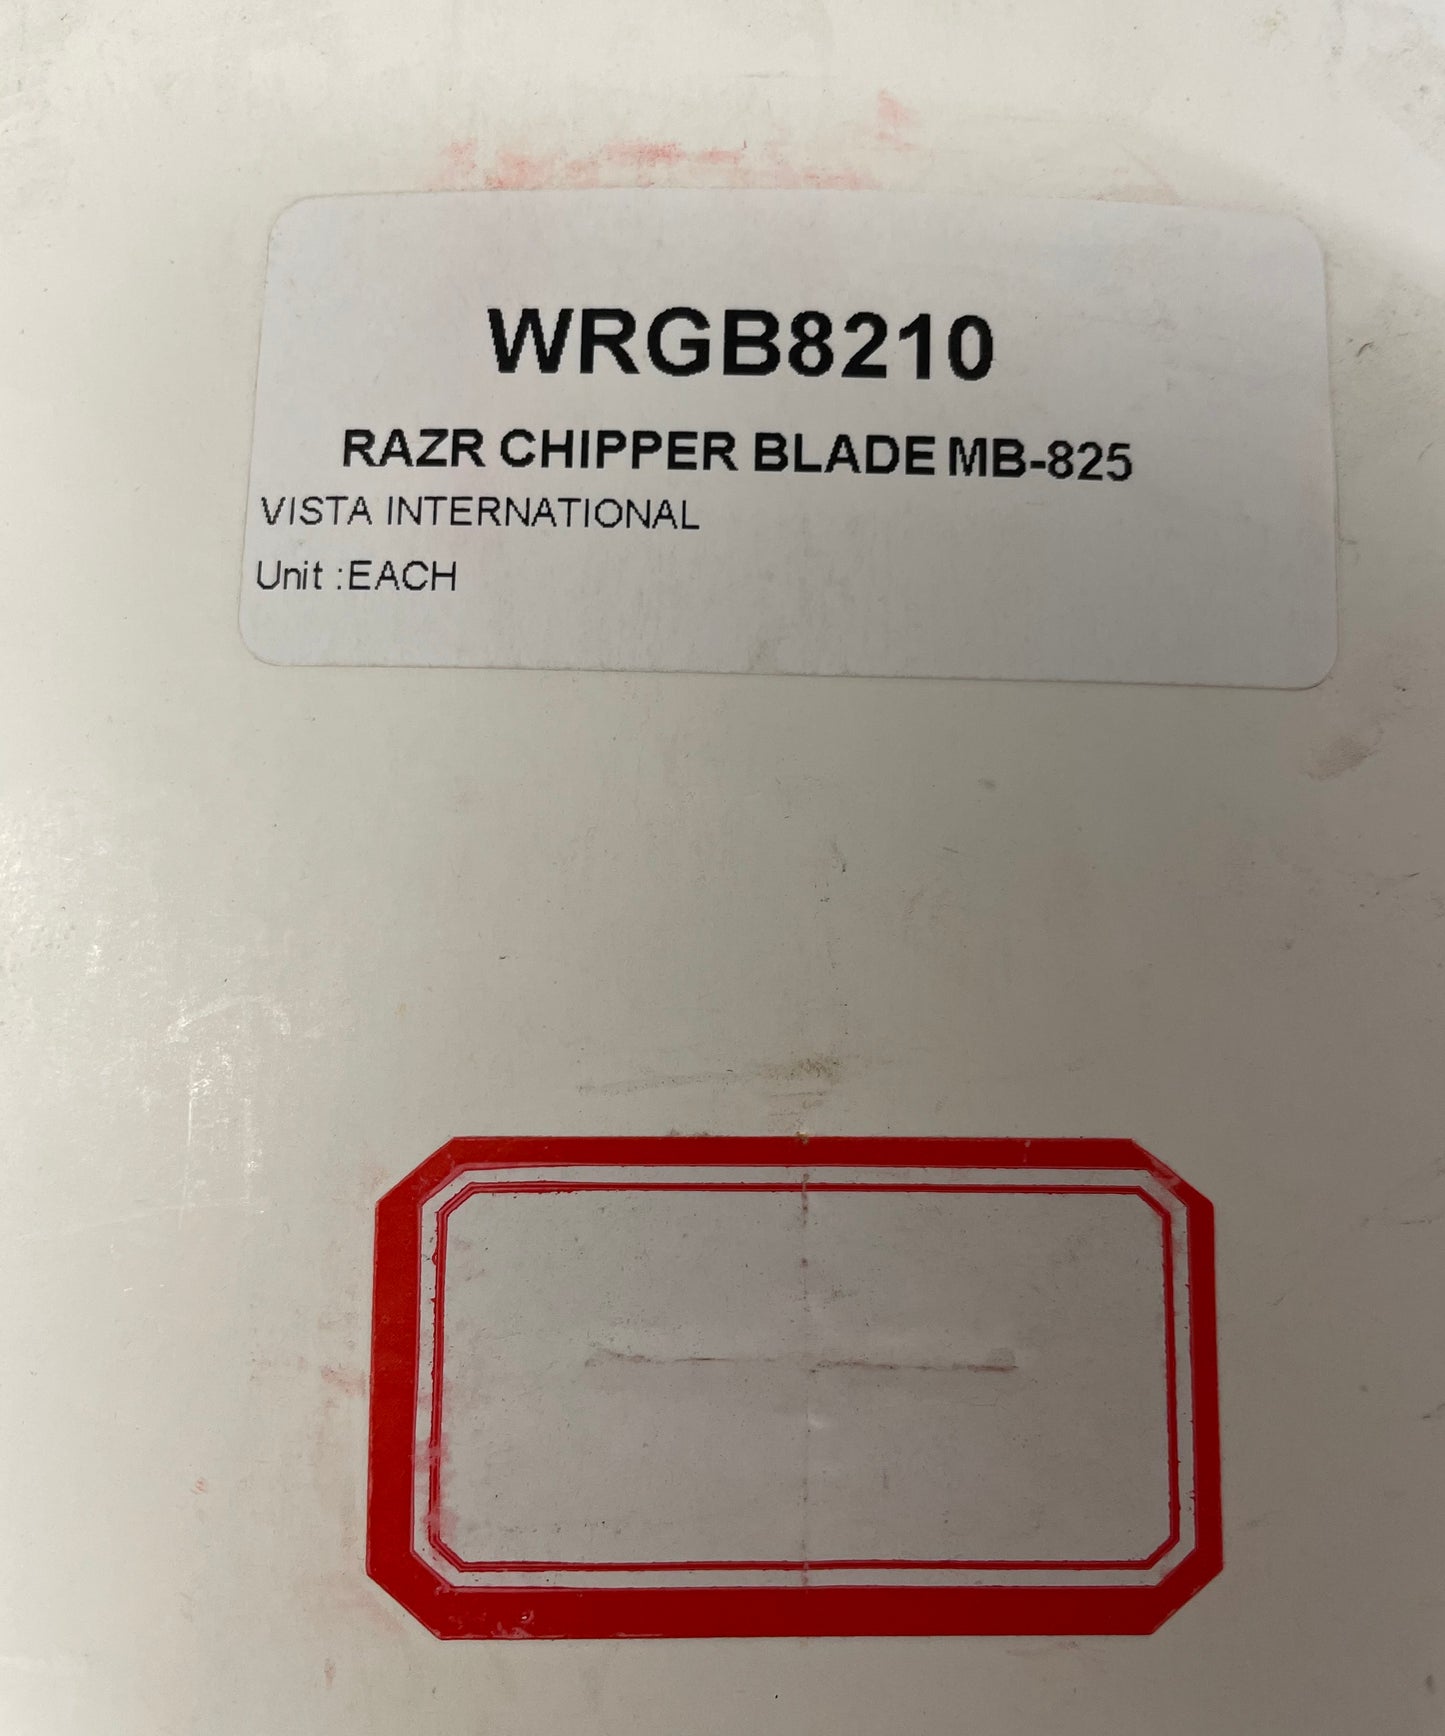 WRGB8210
RAZR CHIPPER BLADE MB-825
VISTA INTERNATIONAL
Unit :EACH